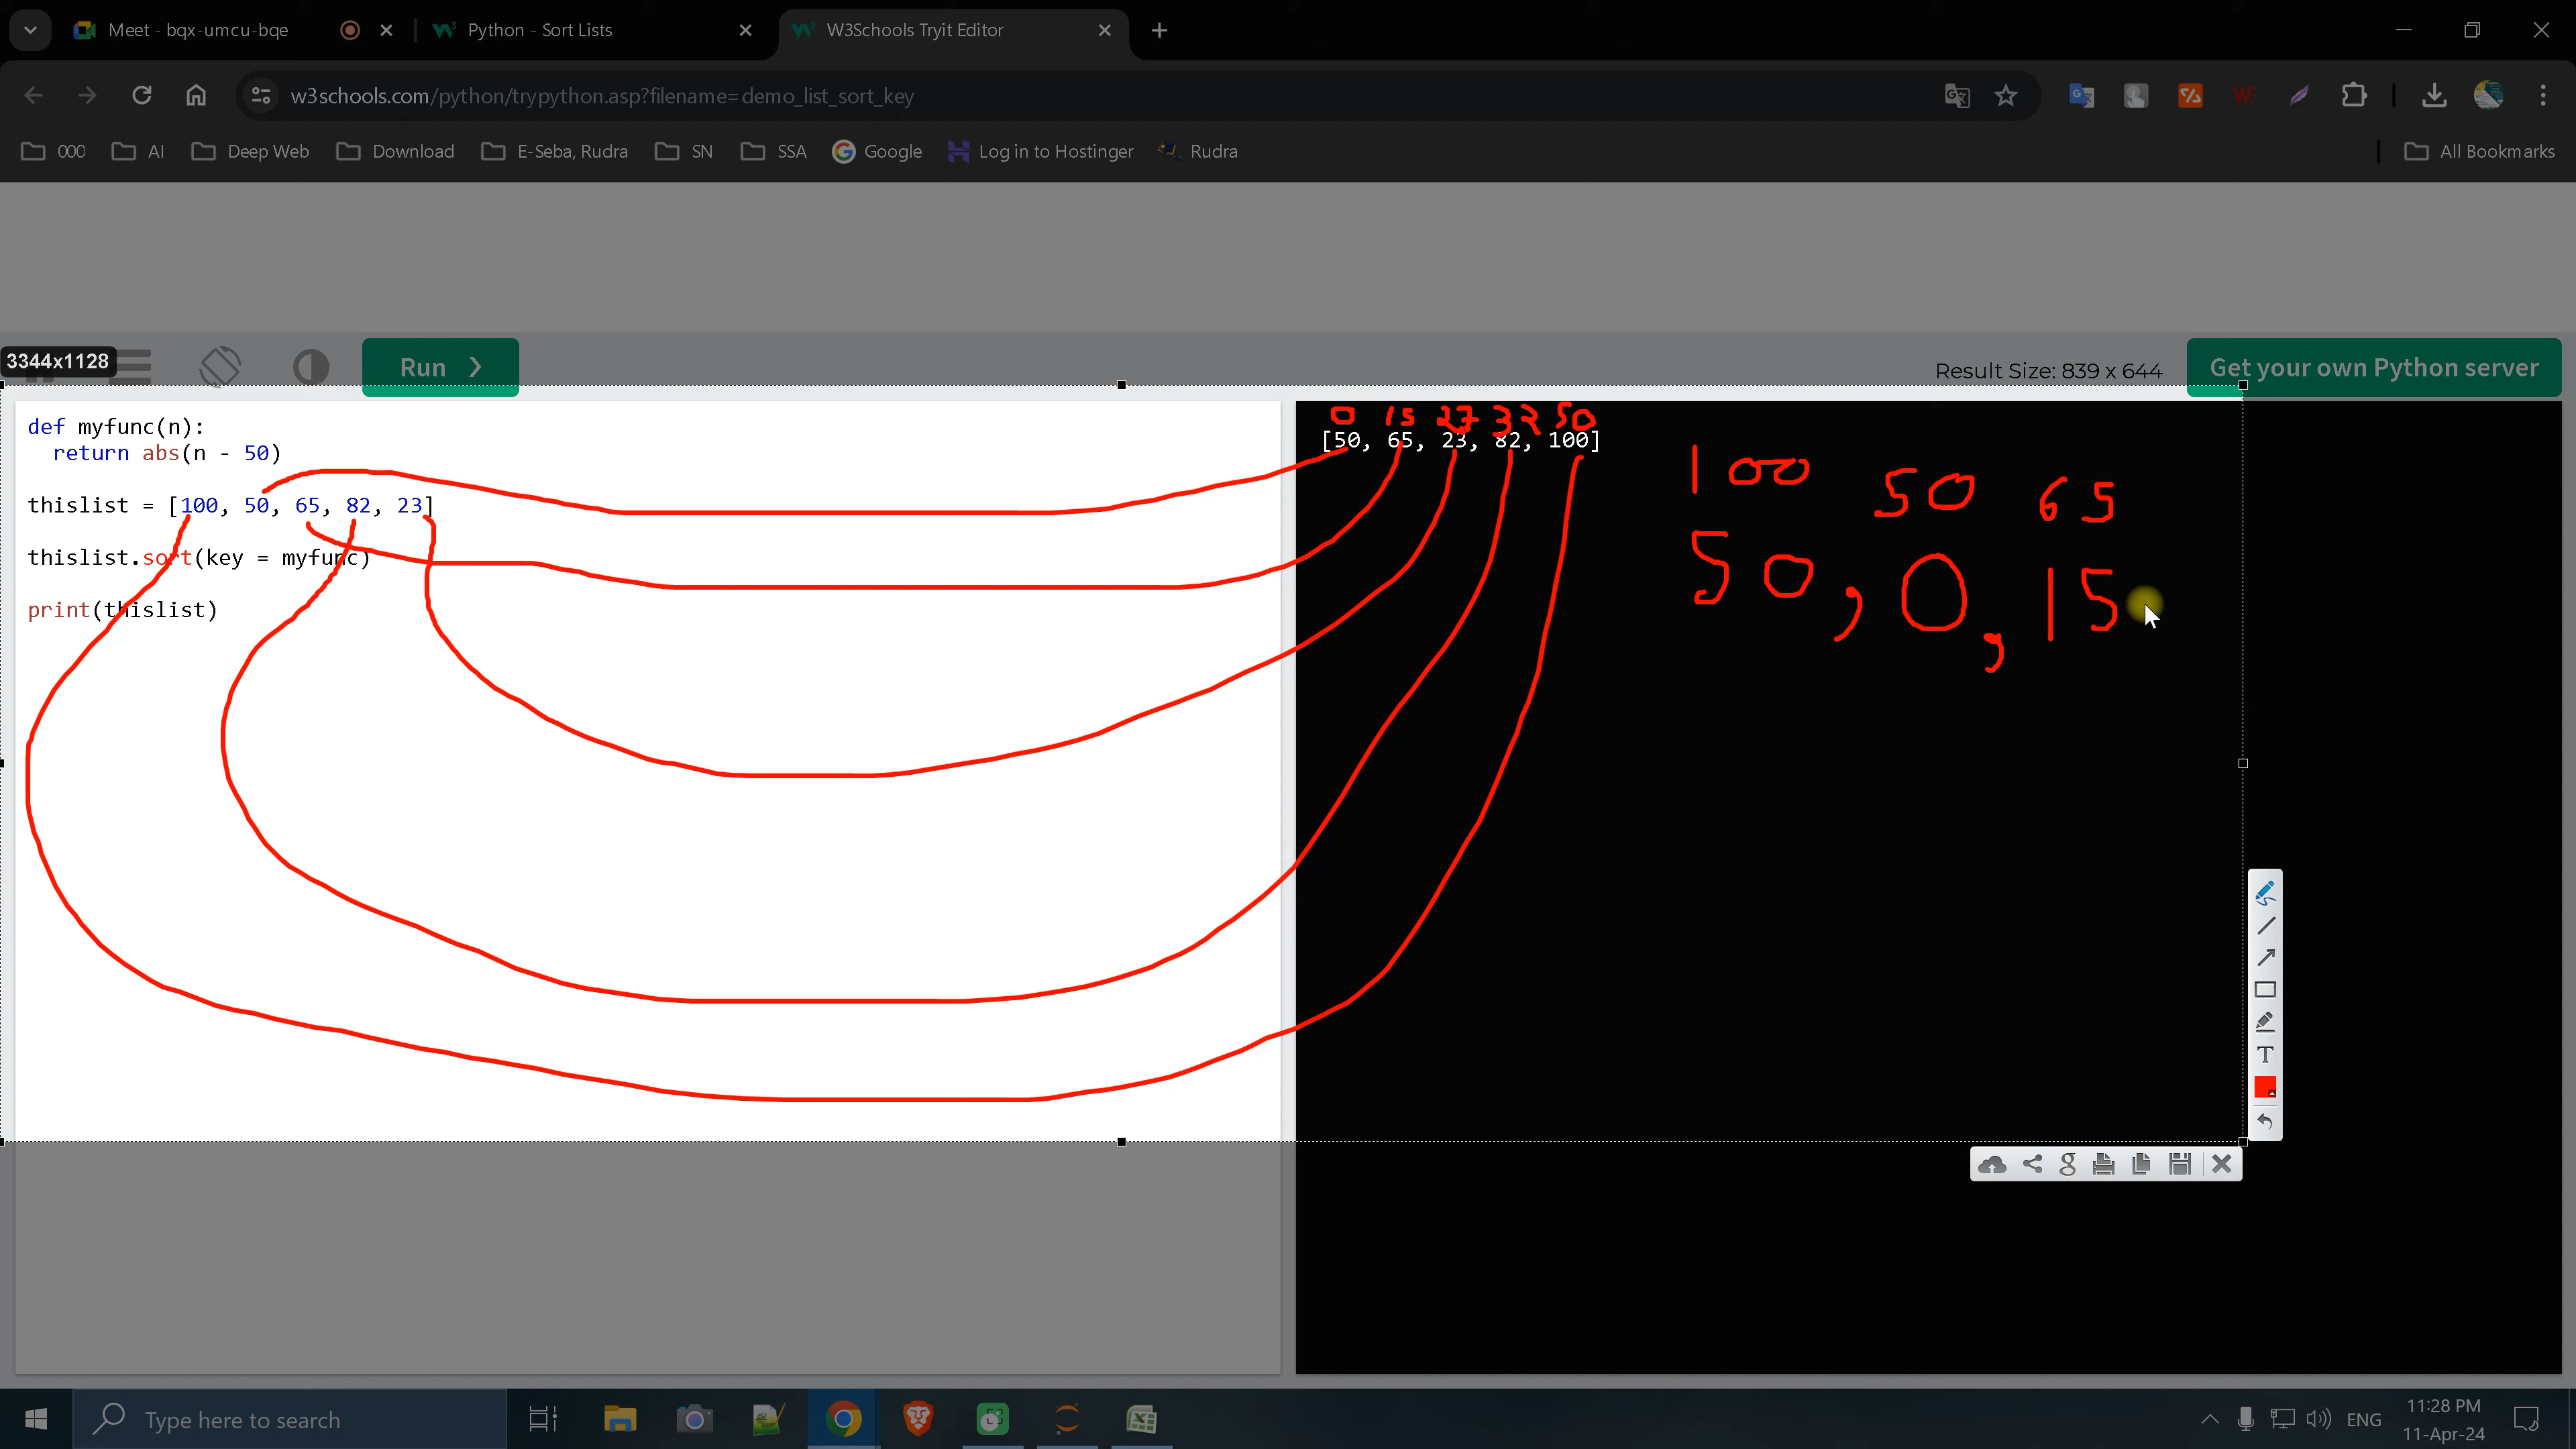 Meet - bqx-umcu-bqe
Python - Sort Lists
W3Schools Tryit Editor
w3schools.com/python/trypython.asp?filename=demo_list_sort_key
000
AI
Deep Web
Download
E-Seba, Rudra
SN
SSA
Google
Log in to Hostinger
Rudra
All Bookmarks
3344x1128
Run ❯
Result Size: 839 x 644
Get your own Python server
def myfunc(n):
return abs(n - 50)
thislist = [100, 50, 65, 82, 23]
thislist.sort(key = myfunc)
print(thislist)
0 15 27 32 50
[50, 65, 23, 82, 100]
100 50 65
50, 0, 15
T
Type here to search
ENG
11:28 PM
11-Apr-24